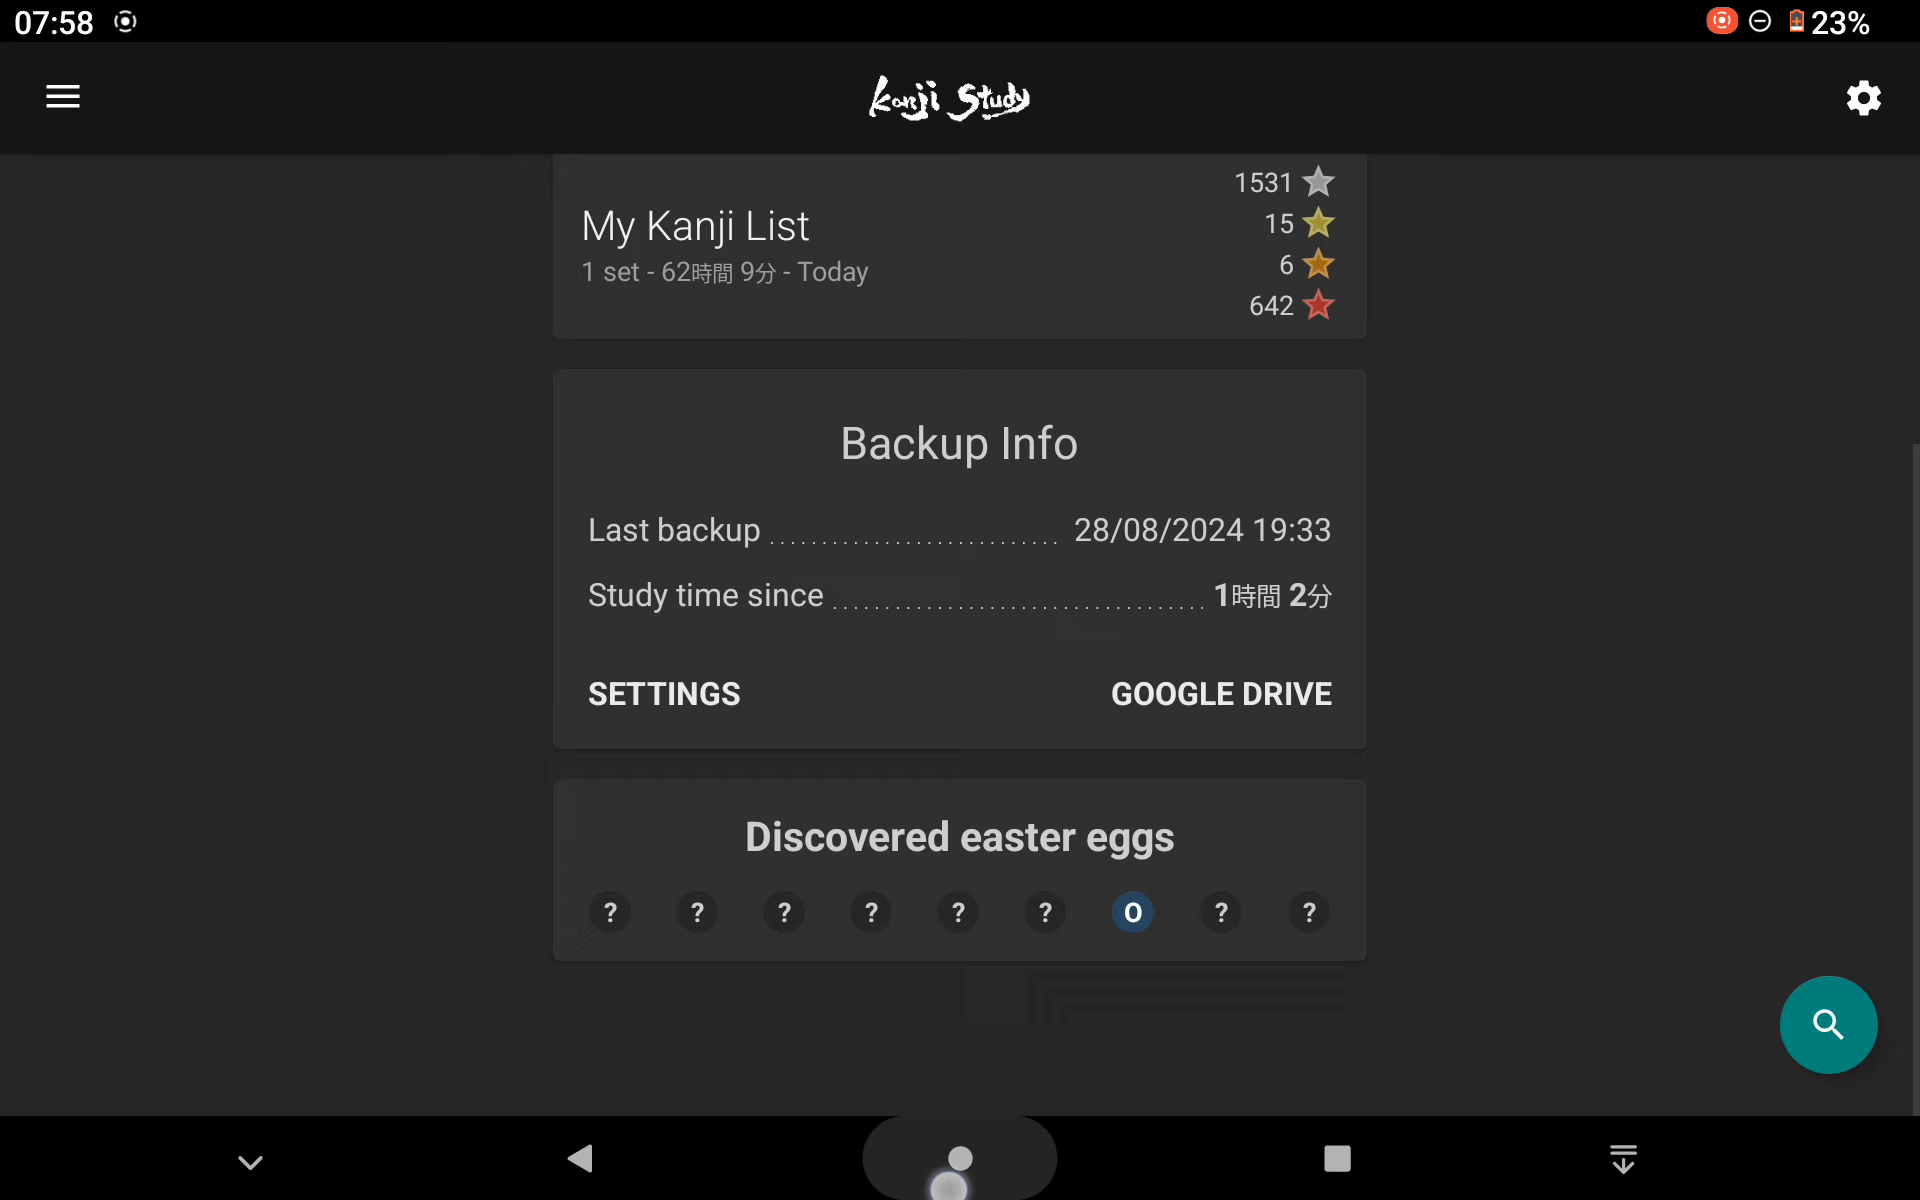 07:58 23%
Kanji Study
1531
My Kanji List
15
1 set - 62時間 9分 - Today
6
642
Backup Info
Last backup 28/08/2024 19:33
Study time since 1時間 2分
SETTINGS GOOGLE DRIVE
Discovered easter eggs
? ? ? ? ? ? O ? ?